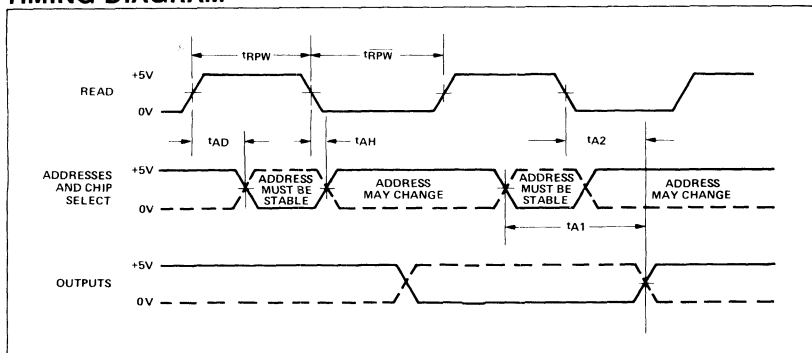 TIMING DIAGRAM
tRPW tRPW
READ
+5V
0V
tAD tAH tA2
ADDRESSES
AND CHIP
SELECT
+5V
0V
ADDRESS
MUST BE
STABLE
ADDRESS
MAY CHANGE
ADDRESS
MUST BE
STABLE
ADDRESS
MAY CHANGE
tA1
OUTPUTS
+5V
0V